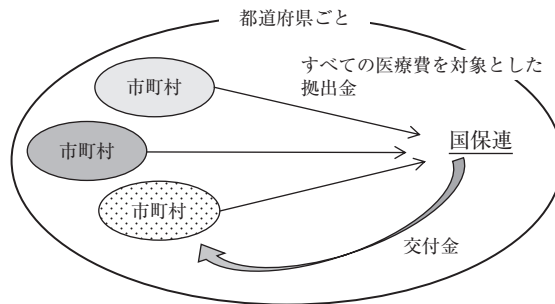 都道府県ごと
すべての医療費を対象とした
拠出金
市町村
市町村
国保連
市町村
交付金